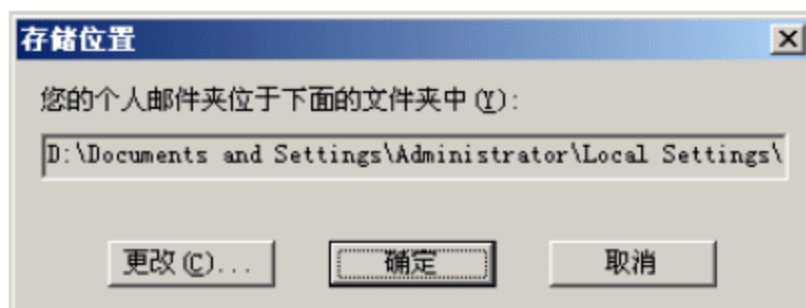 存储位置
您的个人邮件夹位于下面的文件夹中(Y):
D:\Documents and Settings\Administrator\Local Settings\
更改(C)... 确定 取消